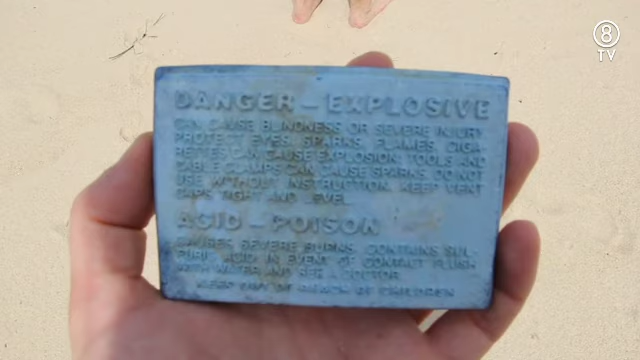 8
TV
DANGER - EXPLOSIVE
CAN CAUSE BLINDNESS OR SEVERE INJURY
PROTECT EYES. SPARKS, FLAMES, CIGA-
RETTES CAN CAUSE EXPLOSION. TOOLS AND
CABLE CLAMPS CAN CAUSE SPARKS. DO NOT
USE WITHOUT INSTRUCTION. KEEP VENT
CAPS TIGHT AND LEVEL
ACID - POISON
CAUSES SEVERE BURNS. CONTAINS SUL-
FURIC ACID. IN EVENT OF CONTACT FLUSH
WITH WATER AND A DOCTOR
KEEP OUT OF REACH OF CHILDREN